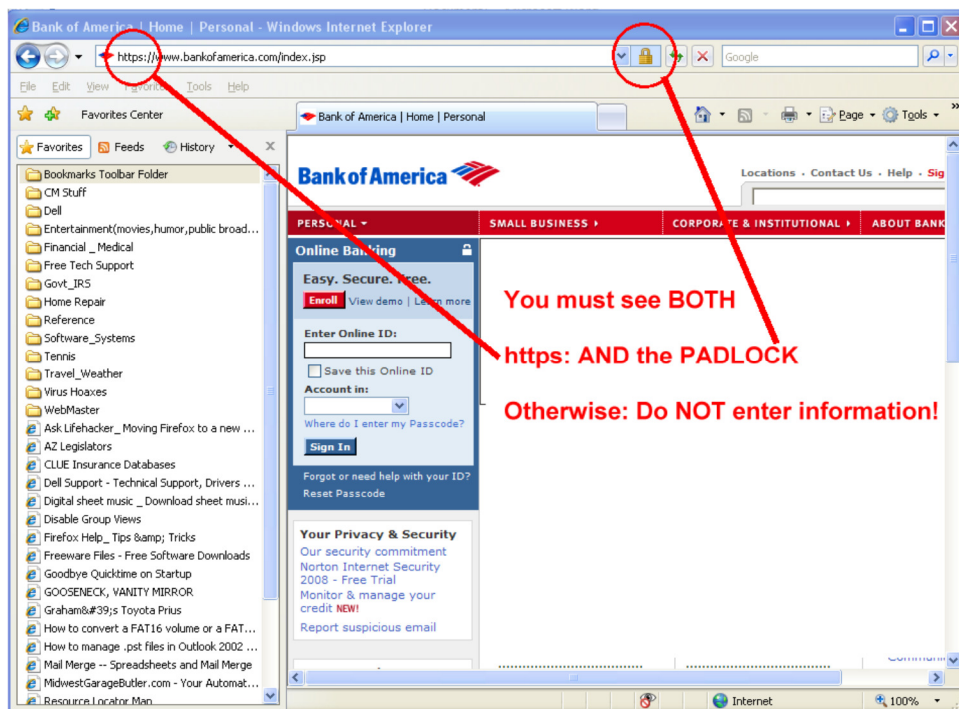 Bank of America | Home | Personal - Windows Internet Explorer
https://www.bankofamerica.com/index.jsp
Google
File Edit View Favorites Tools Help
Favorites Center
Bank of America | Home | Personal
Page
Tools
»
Favorites
Feeds
History
x
Bookmarks Toolbar Folder
CM Stuff
Dell
Entertainment(movies,humor,public broad...
Financial _ Medical
Free Tech Support
Govt_IRS
Home Repair
Reference
Software_Systems
Tennis
Travel_Weather
Virus Hoaxes
WebMaster
Ask Lifehacker_ Moving Firefox to a new ...
AZ Legislators
CLUE Insurance Databases
Dell Support - Technical Support, Drivers ...
Digital sheet music _ Download sheet musi...
Disable Group Views
Firefox Help_ Tips &amp; Tricks
Freeware Files - Free Software Downloads
Goodbye Quicktime on Startup
GOOSENECK, VANITY MIRROR
Graham&#39;s Toyota Prius
How to convert a FAT16 volume or a FAT...
How to manage .pst files in Outlook 2002 ...
Mail Merge -- Spreadsheets and Mail Merge
MidwestGarageButler.com - Your Automat...
Resource Locator Map
Bank of America
Locations · Contact Us · Help · Sig
PERSONAL
SMALL BUSINESS
CORPORATE & INSTITUTIONAL
ABOUT BANK
Online Banking
Easy. Secure. Free.
Enroll View demo | Learn more
Enter Online ID:
Save this Online ID
Account in:
Where do I enter my Passcode?
Sign In
Forgot or need help with your ID?
Reset Passcode
Your Privacy & Security
Our security commitment
Norton Internet Security
2008 - Free Trial
Monitor & manage your
credit NEW!
Report suspicious email
You must see BOTH
https: AND the PADLOCK
Otherwise: Do NOT enter information!
Internet
100%